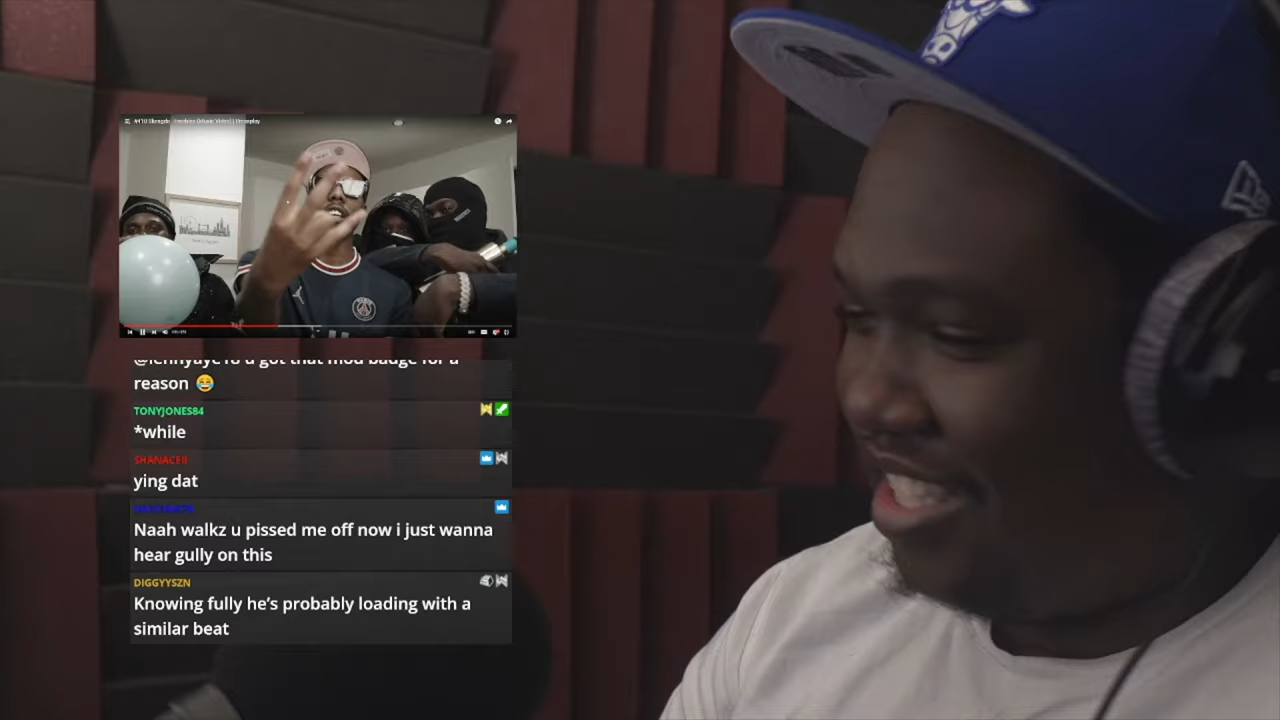 reason 😂
TONYJONES84
*while
SHANACEII
ying dat
Naah walkz u pissed me off now i just wanna
hear gully on this
DIGGYYSZN
Knowing fully he's probably loading with a
similar beat